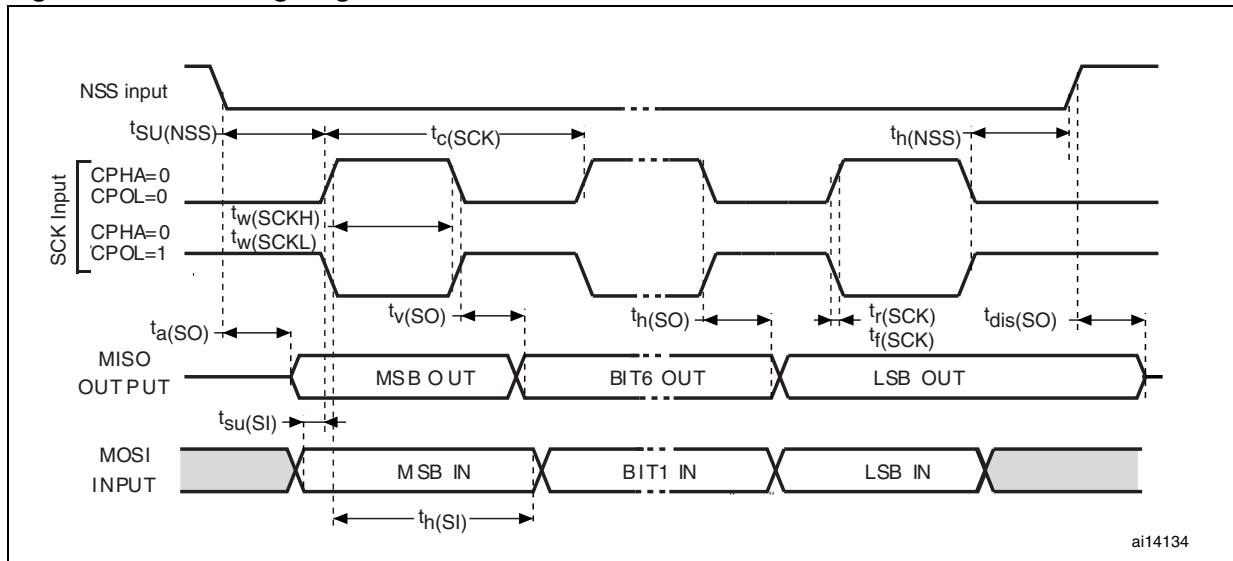 NSS input
tSU(NSS)
tc(SCK)
th(NSS)
SCK Input
CPHA=0
CPOL=0
tw(SCKH)
CPHA=0
tw(SCKL)
CPOL=1
ta(SO)
tv(SO)
th(SO)
tr(SCK)
tf(SCK)
tdis(SO)
MISO
OUTPUT
MSB OUT
BIT6 OUT
LSB OUT
tsu(SI)
MOSI
INPUT
MSB IN
BIT1 IN
LSB IN
th(SI)
ai14134